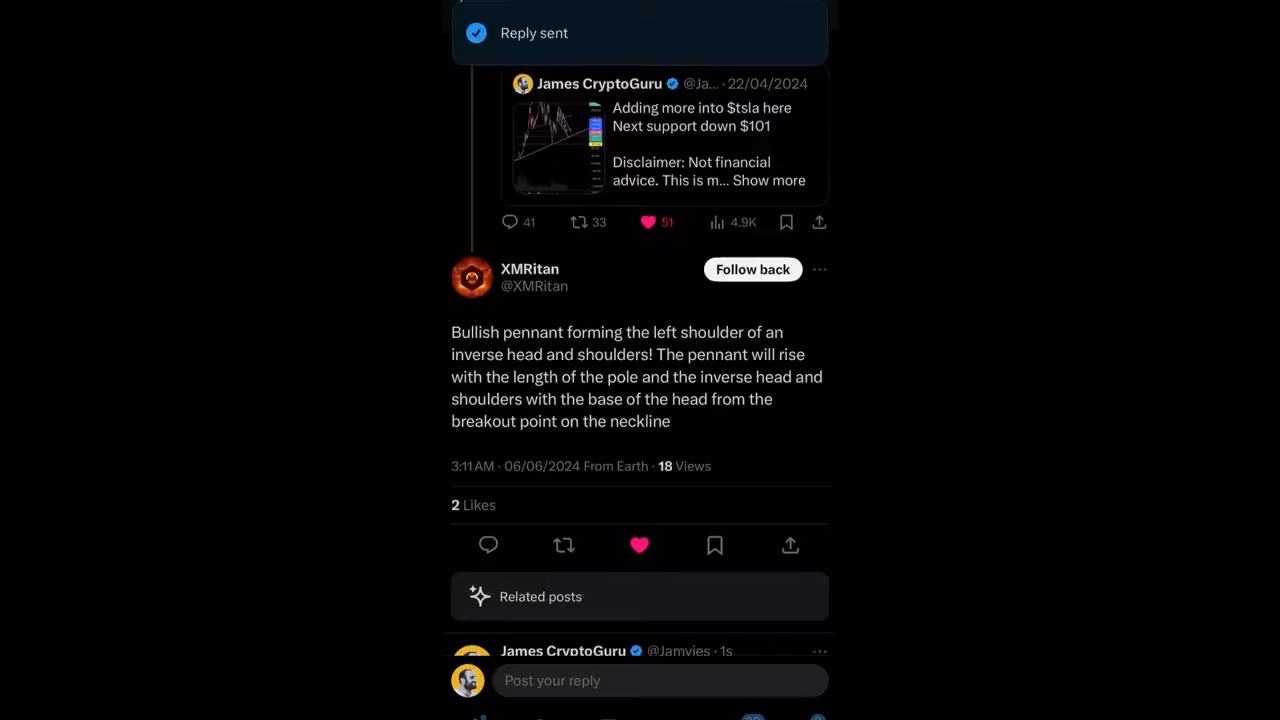 Reply sent
James CryptoGuru @Ja... · 22/04/2024
Adding more into $tsla here
Next support down $101
Disclaimer: Not financial
advice. This is m... Show more
41 33 51 4.9K
XMRitan
Follow back
@XMRitan
Bullish pennant forming the left shoulder of an
inverse head and shoulders! The pennant will rise
with the length of the pole and the inverse head and
shoulders with the base of the head from the
breakout point on the neckline
3:11 AM · 06/06/2024 From Earth · 18 Views
2 Likes
Related posts
James CryptoGuru @Jamyies · 1s
Post your reply